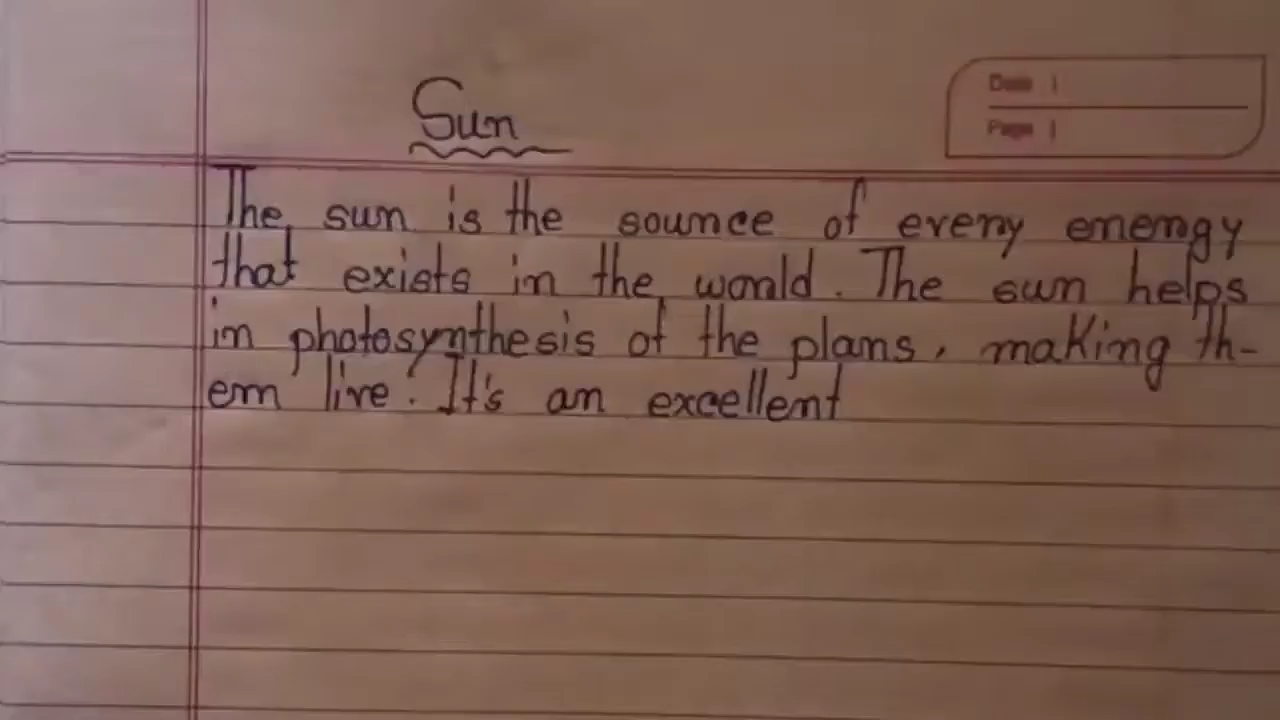 Sun
Date
Page
The sun is the source of every energy
that exists in the world. The sun helps
in photosynthesis of the plans, making th-
em live. It's an excellent